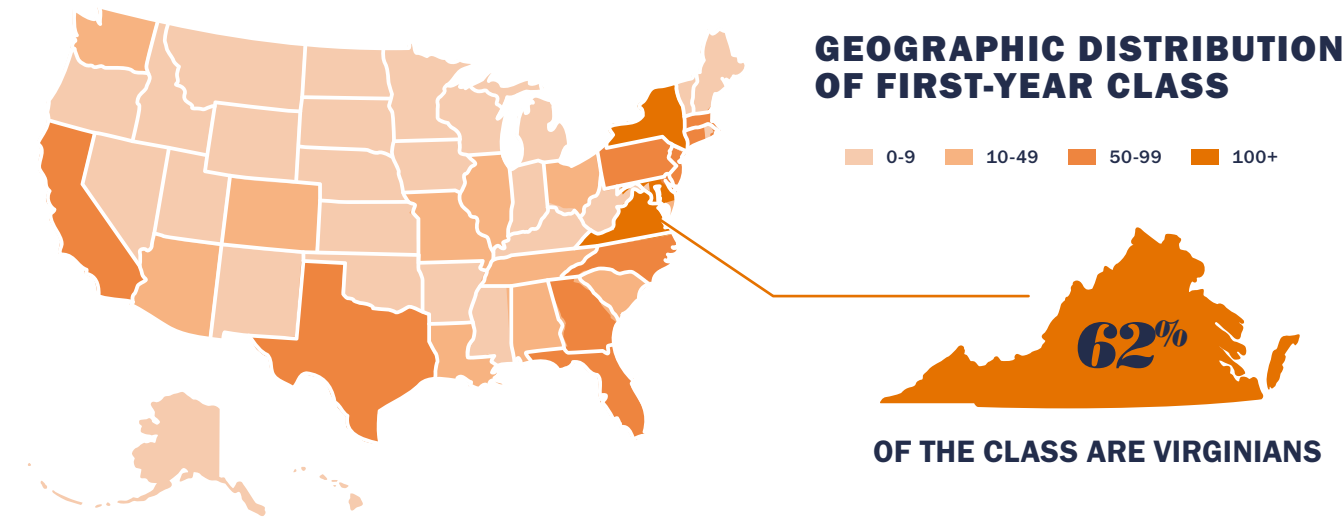 GEOGRAPHIC DISTRIBUTION
OF FIRST-YEAR CLASS
0-9 10-49 50-99 100+
62%
OF THE CLASS ARE VIRGINIANS